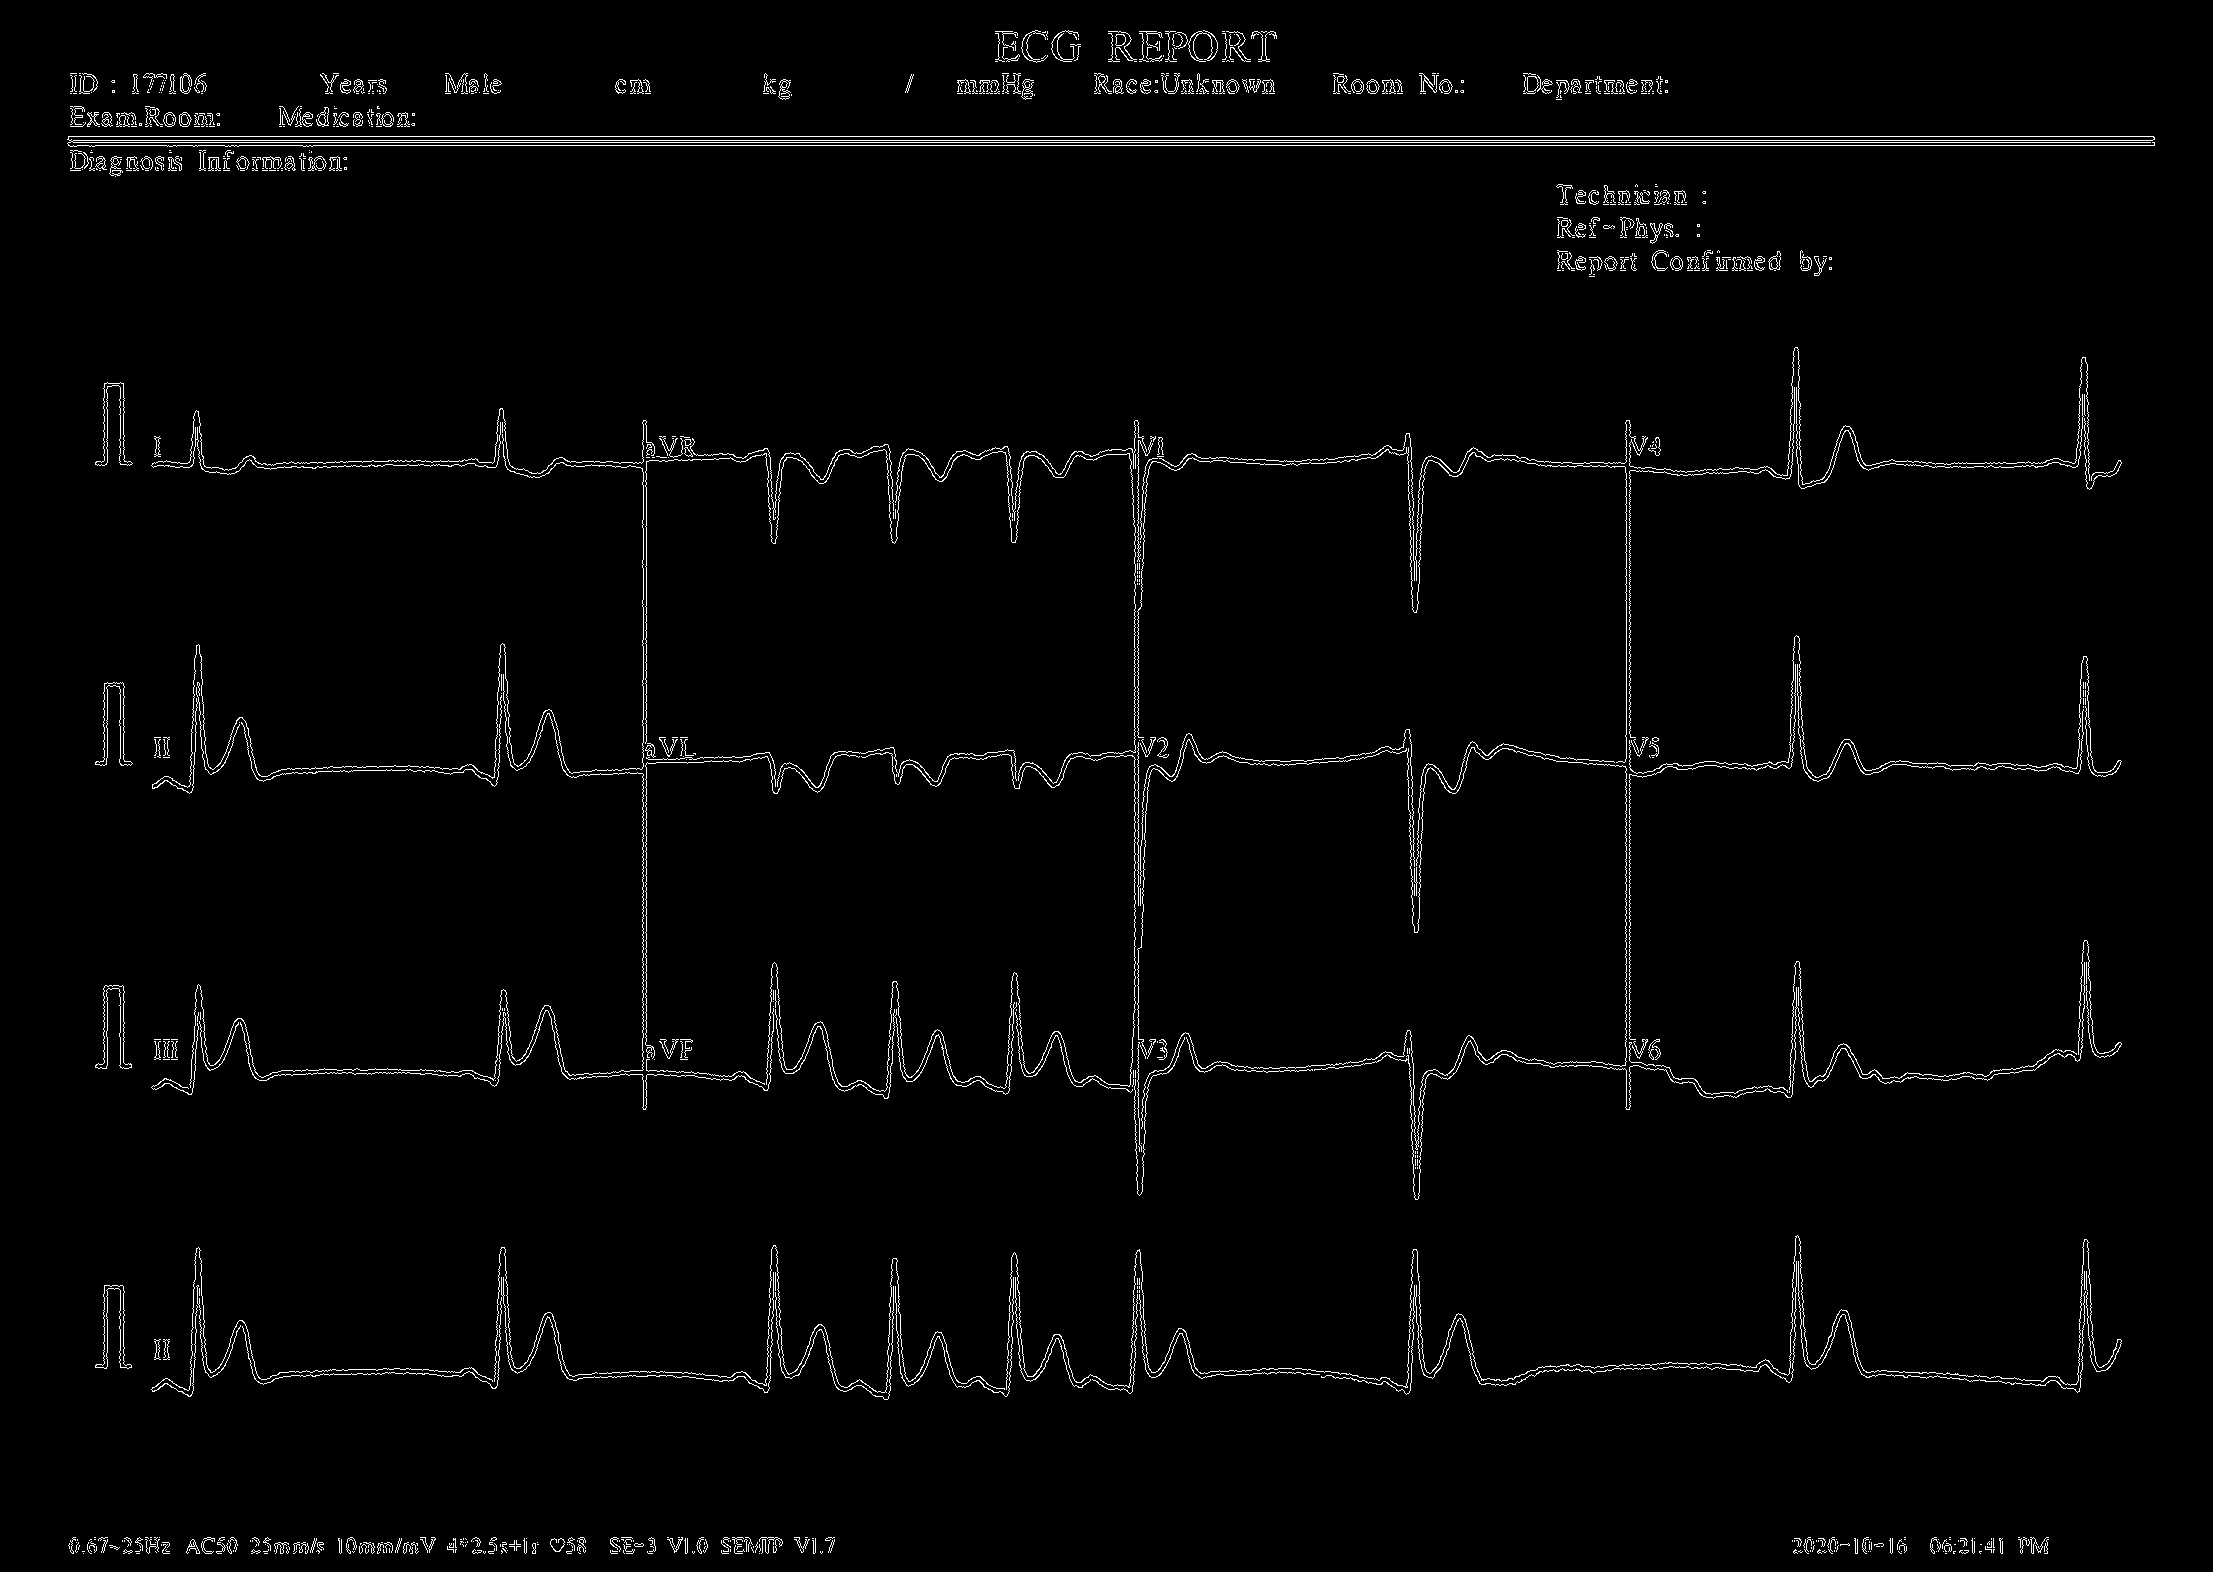 ECG REPORT
ID : 177106 Years Male cm kg / mmHg Race:Unknown Room No.: Department:
Exam.Room: Medication:
Diagnosis Information:
Technician :
Ref-Phys. :
Report Confirmed by:
I aVR V1 V4
II aVL V2 V5
III aVF V3 V6
II
0.67~25Hz AC50 25mm/s 10mm/mV 4*2.5s+1r ♡58 SE-3 V1.0 SEMIP V1.7 2020-10-16 06:21:41 PM